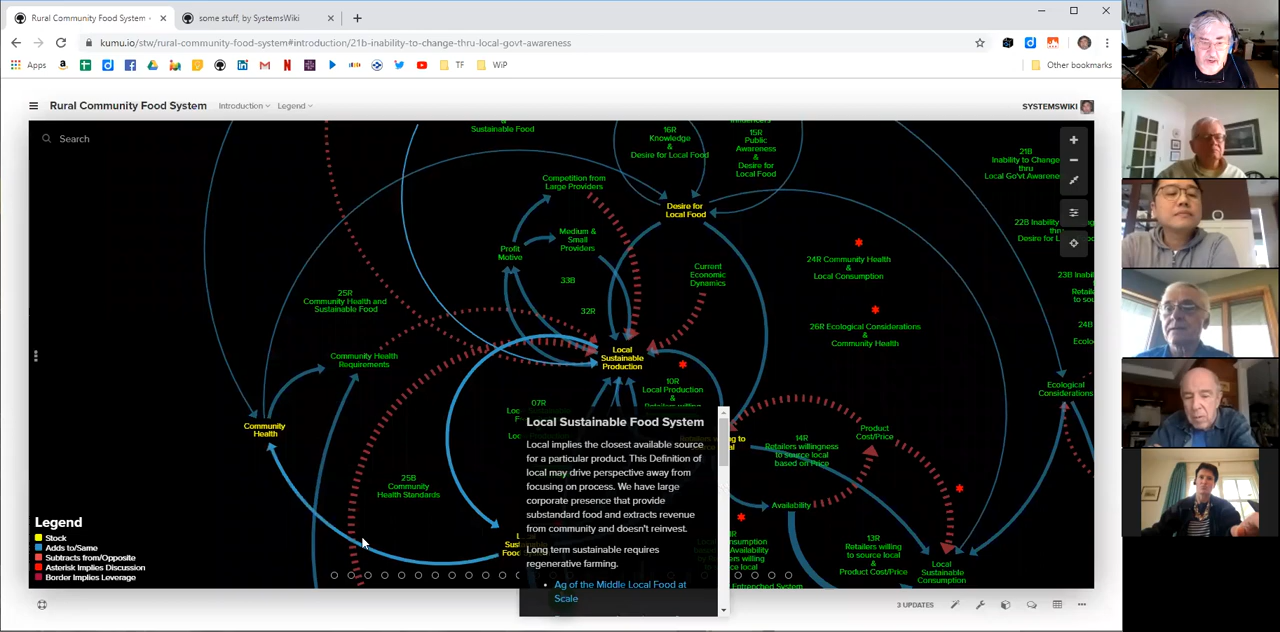 Rural Community Food System -
some stuff, by SystemsWiki
kumu.io/stw/rural-community-food-system#introduction/21b-inability-to-change-thru-local-govt-awareness
Apps
TF
WiP
Other bookmarks
Rural Community Food System
Introduction
Legend
SYSTEMSWIKI
Search
&
Sustainable Food
16R
Knowledge
&
Desire for Local Food
15R
Public
Awareness
&
Desire for
Local Food
21B
Inability to Change
thru
Local Gov't Awarene
Competition from
Large Providers
Desire for
Local Food
22B Inability
thru
Desire for L
Medium &
Small
Providers
Profit
Motive
24R Community Health
&
Local Consumption
Current
Economic
Dynamics
33B
25R
Community Health and
Sustainable Food
32R
26R Ecological Considerations
&
Community Health
24B
Ecolo
Community Health
Requirements
Local
Sustainable
Production
10R
Local Production
&
Ecological
Considerations
07R
Community
Health
Product
Cost/Price
14R
Retailers willingness
to source local
based on Price
25B
Community
Health Standards
Availability
13R
Retailers willing
to source local
&
Product Cost/Price
Local
Sustainable
Consumption
Local Sustainable Food System
Local implies the closest available source
for a particular product. This Definition of
local may drive perspective away from
focusing on process. We have large
corporate presence that provide
substandard food and extracts revenue
from community and doesn't reinvest.
Long term sustainable requires
regenerative farming.
Ag of the Middle Local Food at
Scale
Legend
Stock
Adds to/Same
Subtracts from/Opposite
Asterisk Implies Discussion
Border Implies Leverage
3 UPDATES